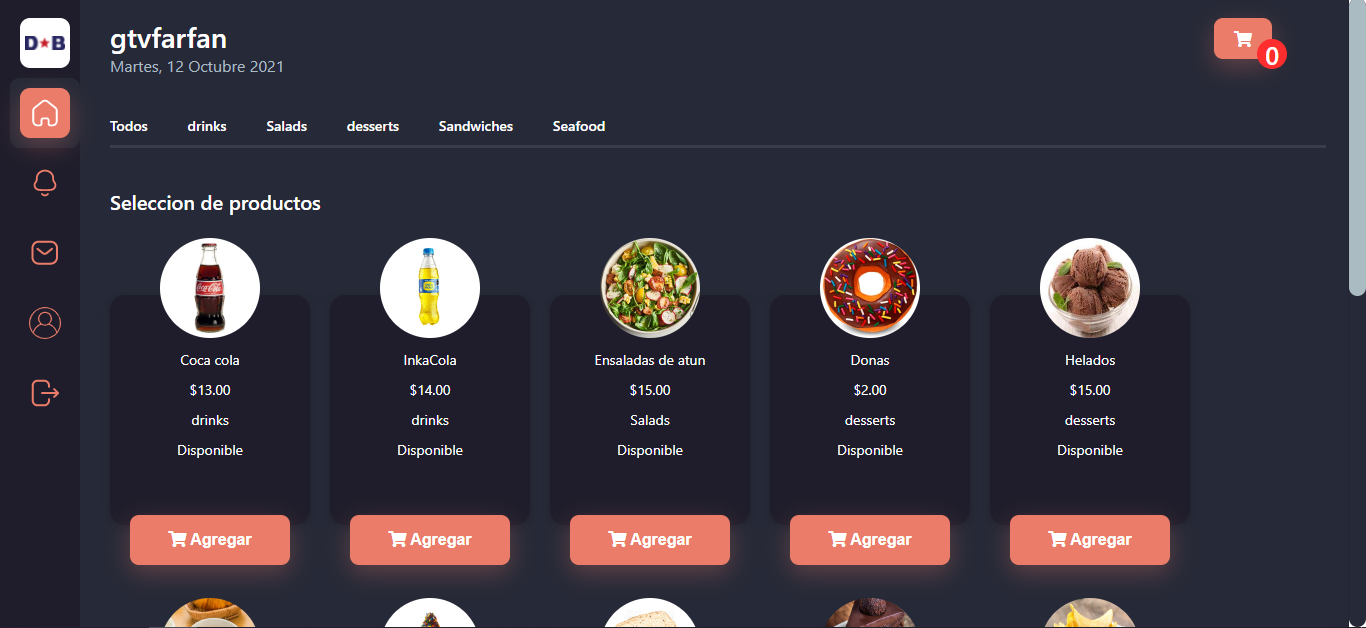 D★B
gtvfarfan
Martes, 12 Octubre 2021
0
Todos drinks Salads desserts Sandwiches Seafood
Seleccion de productos
Coca-Cola
Coca cola
$13.00
drinks
Disponible
Agregar
InkaCola
$14.00
drinks
Disponible
Agregar
Ensaladas de atun
$15.00
Salads
Disponible
Agregar
Donas
$2.00
desserts
Disponible
Agregar
Helados
$15.00
desserts
Disponible
Agregar